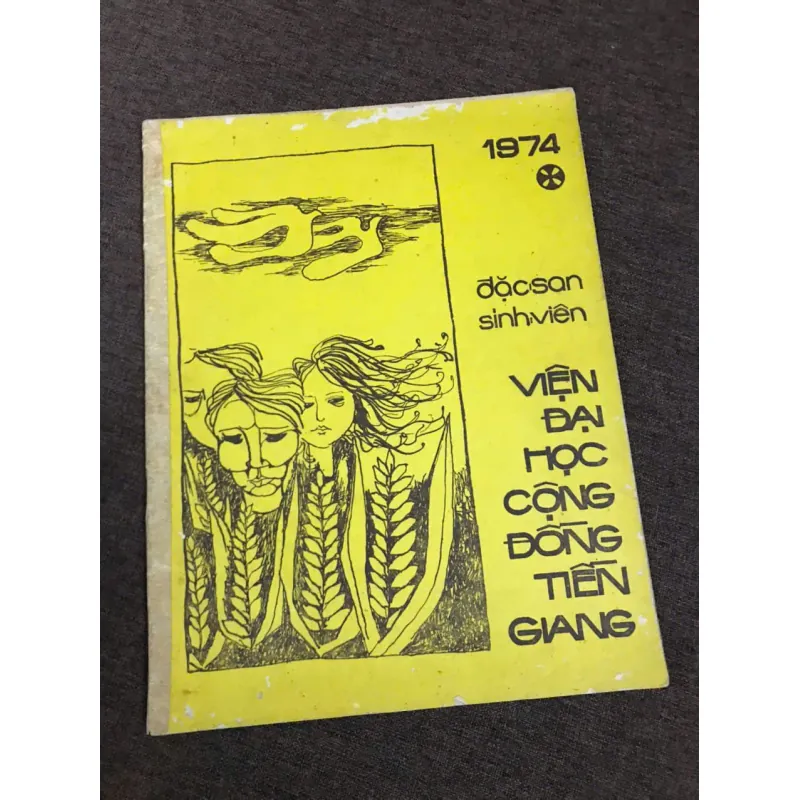 1974
đặc san
sinh viên
VIỆN
ĐẠI
HỌC
CỘNG
ĐỒNG
TIỀN
GIANG